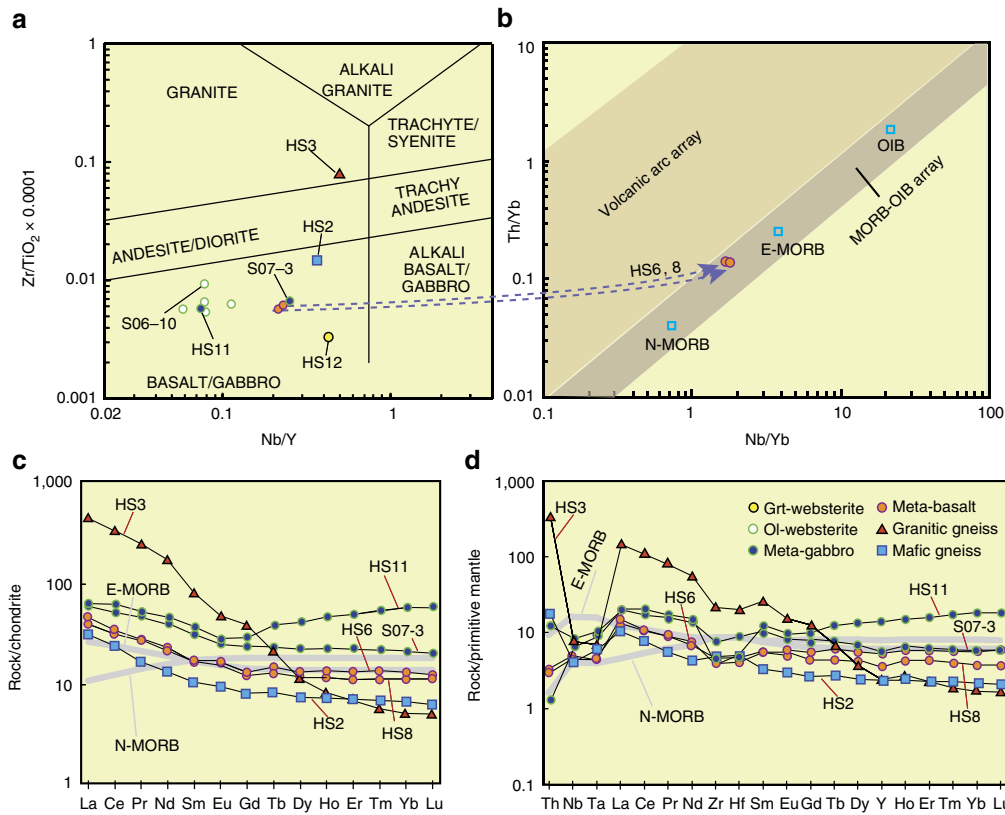 a
1
0.1
0.01
0.001
Zr/TiO2 × 0.0001
0.02
0.1
1
Nb/Y
GRANITE
ALKALI
GRANITE
TRACHYTE/
SYENITE
HS3
TRACHY
ANDESITE
ANDESITE/DIORITE
HS2
S07–3
ALKALI
BASALT/
GABBRO
S06–10
HS11
HS12
BASALT/GABBRO
b
10
1
0.1
0.01
Th/Yb
0.1
1
10
100
Nb/Yb
Volcanic arc array
OIB
MORB-OIB array
E-MORB
HS6, 8
N-MORB
c
1,000
100
10
1
Rock/chondrite
HS3
E-MORB
HS11
HS6
S07-3
N-MORB
HS2
HS8
La Ce Pr Nd Sm Eu Gd Tb Dy Ho Er Tm Yb Lu
d
1,000
100
10
1
0.1
Rock/primitive mantle
HS3
E-MORB
Grt-websterite
Ol-websterite
Meta-gabbro
Meta-basalt
Granitic gneiss
Mafic gneiss
HS6
HS11
S07-3
N-MORB
HS2
HS8
Th Nb Ta La Ce Pr Nd Zr Hf Sm Eu Gd Tb Dy Y Ho Er Tm Yb Lu